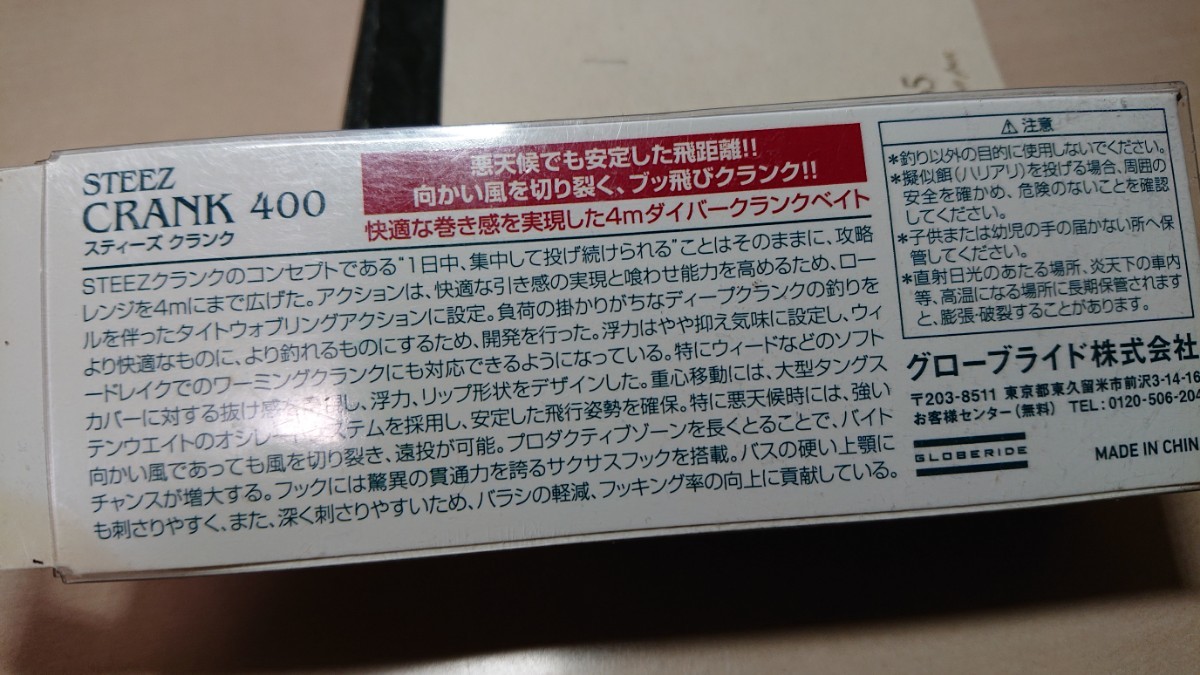 STEEZ
CRANK 400
スティーズ クランク
悪天候でも安定した飛距離!!
向かい風を切り裂く、ブッ飛びクランク!!
快適な巻き感を実現した4mダイバークランクベイト
STEEZクランクのコンセプトである“1日中、集中して投げ続けられる”ことはそのままに、攻略
レンジを4mにまで広げた。アクションは、快適な引き感の実現と喰わせ能力を高めるため、ロー
ルを伴ったタイトウォブリングアクションに設定。負荷の掛かりがちなディープクランクの釣りを
より快適なものに、より釣れるものにするため、開発を行った。浮力はやや抑え気味に設定し、ウィ
ードレイクでのワーミングクランクにも対応できるようになっている。特にウィードなどのソフト
カバーに対する抜け感 し、浮力、リップ形状をデザインした。重心移動には、大型タングス
テンウエイトのオシレー ステムを採用し、安定した飛行姿勢を確保。特に悪天候時には、強い
向かい風であっても風を切り裂き、遠投が可能。プロダクティブゾーンを長くとることで、バイト
チャンスが増大する。フックには驚異の貫通力を誇るサクサスフックを搭載。バスの硬い上顎に
も刺さりやすく、また、深く刺さりやすいため、バラシの軽減、フッキング率の向上に貢献している。
⚠ 注意
*釣り以外の目的に使用しないでください。
*擬似餌(ハリアリ)を投げる場合、周囲の
安全を確かめ、危険のないことを確認
してください。
*子供または幼児の手の届かない所へ保
管してください。
*直射日光のあたる場所、炎天下の車内
等、高温になる場所に長期保管されます
と、膨張・破裂することがあります。
グローブライド株式会社
〒203-8511 東京都東久留米市前沢3-14-16
お客様センター(無料) TEL:0120-506-204
GLOBERIDE
MADE IN CHIN